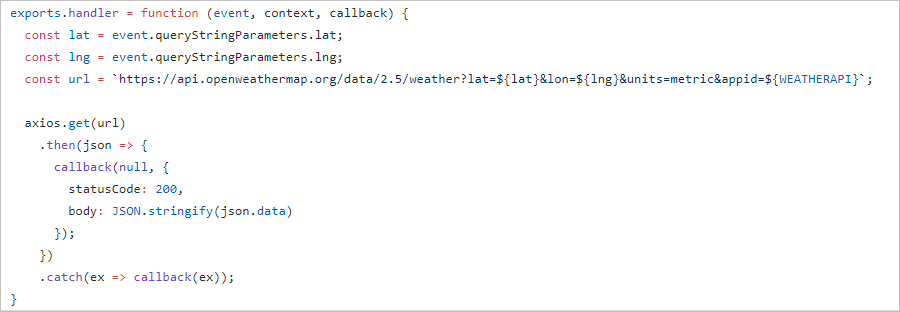 exports.handler = function (event, context, callback) {
  const lat = event.queryStringParameters.lat;
  const lng = event.queryStringParameters.lng;
  const url = `https://api.openweathermap.org/data/2.5/weather?lat=${lat}&lon=${lng}&units=metric&appid=${WEATHERAPI}`;

  axios.get(url)
    .then(json => {
      callback(null, {
        statusCode: 200,
        body: JSON.stringify(json.data)
      });
    })
    .catch(ex => callback(ex));
}